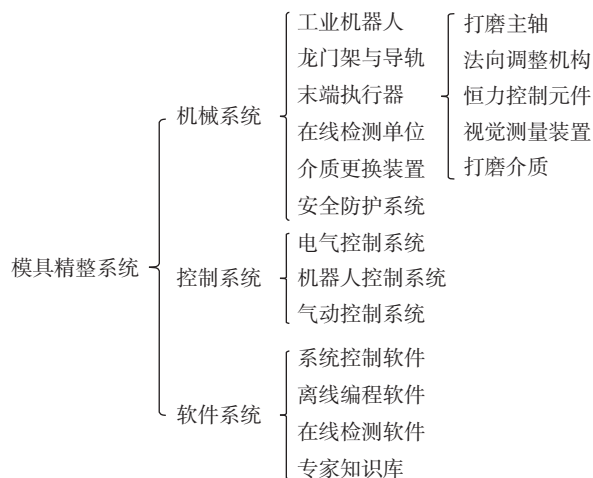 工业机器人 打磨主轴
龙门架与导轨 法向调整机构
末端执行器 恒力控制元件
机械系统
在线检测单位 视觉测量装置
介质更换装置 打磨介质
安全防护系统
电气控制系统
模具精整系统 控制系统 机器人控制系统
气动控制系统
系统控制软件
离线编程软件
软件系统
在线检测软件
专家知识库